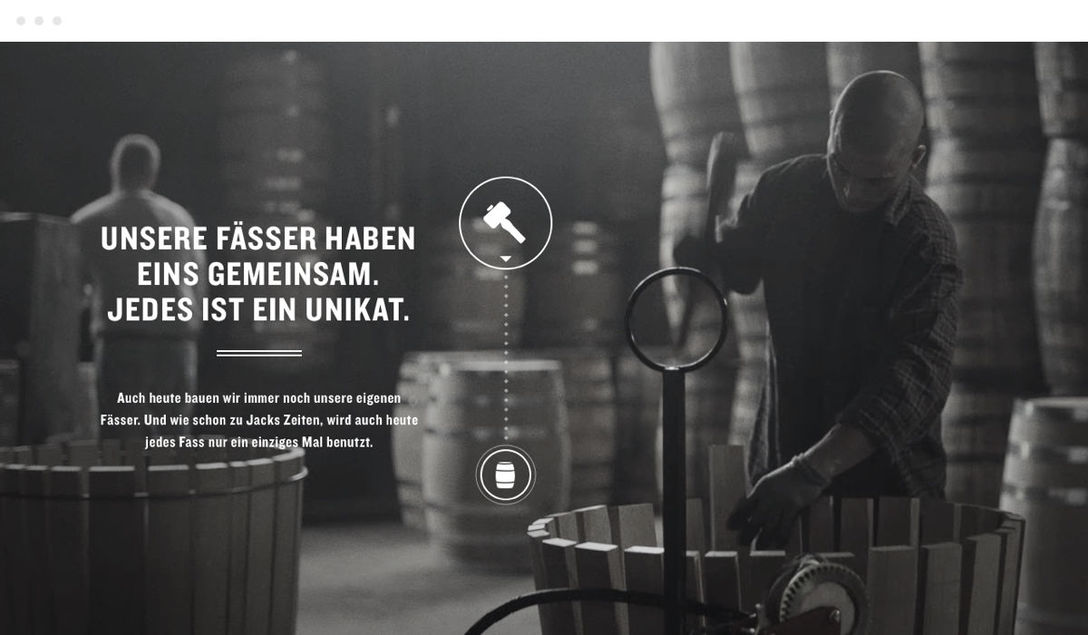 UNSERE FÄSSER HABEN
EINS GEMEINSAM.
JEDES IST EIN UNIKAT.
Auch heute bauen wir immer noch unsere eigenen
Fässer. Und wie schon zu Jacks Zeiten, wird auch heute
jedes Fass nur ein einziges Mal benutzt.